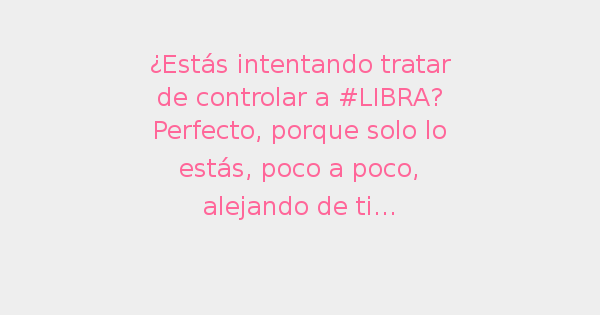 ¿Estás intentando tratar
de controlar a #LIBRA?
Perfecto, porque solo lo
estás, poco a poco,
alejando de ti...